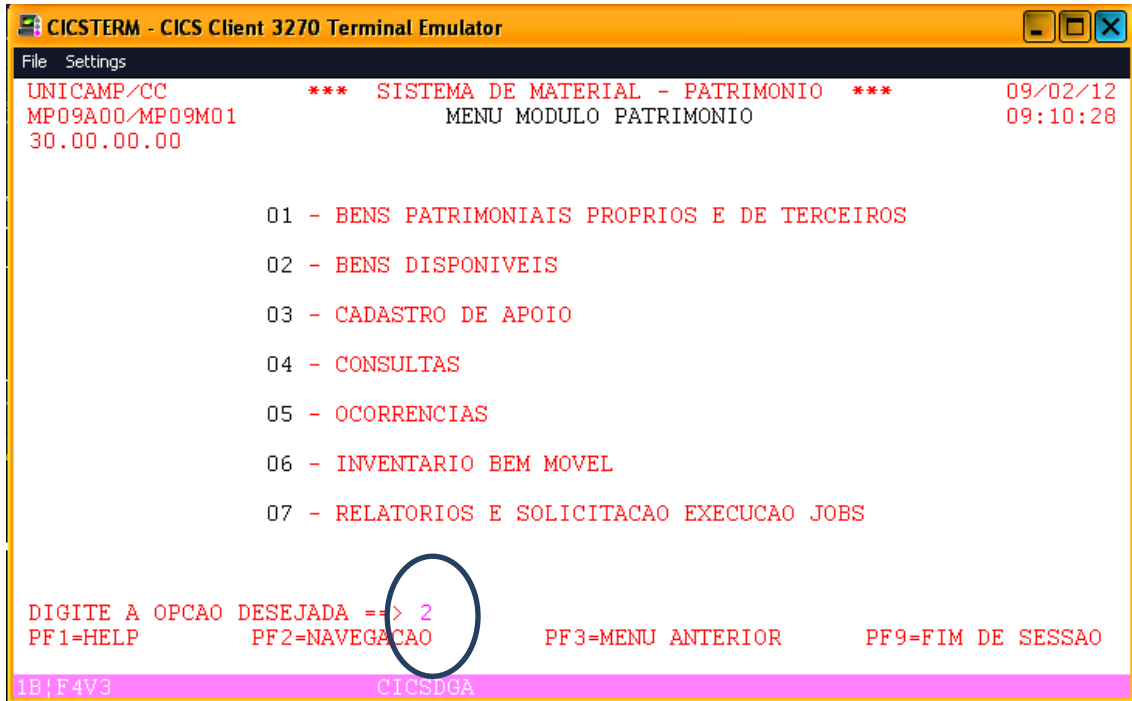 CICSTERM - CICS Client 3270 Terminal Emulator
File Settings
UNICAMP/CC *** SISTEMA DE MATERIAL - PATRIMONIO *** 09/02/12
MP09A00/MP09M01 MENU MODULO PATRIMONIO 09:10:28
30.00.00.00
01 - BENS PATRIMONIAIS PROPRIOS E DE TERCEIROS
02 - BENS DISPONIVEIS
03 - CADASTRO DE APOIO
04 - CONSULTAS
05 - OCORRENCIAS
06 - INVENTARIO BEM MOVEL
07 - RELATORIOS E SOLICITACAO EXECUCAO JOBS
DIGITE A OPCAO DESEJADA ==> 2
PF1=HELP PF2=NAVEGACAO PF3=MENU ANTERIOR PF9=FIM DE SESSAO
1B¦F4V3 CICSDGA